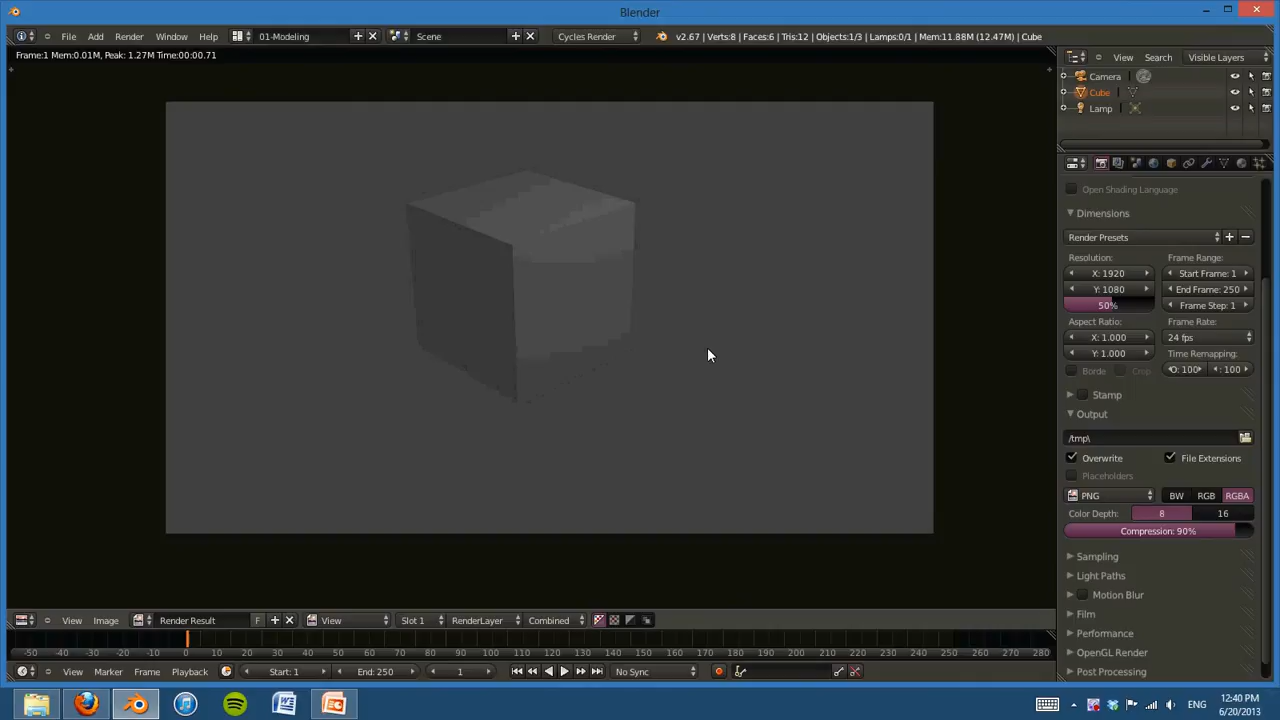 Blender
File Add Render Window Help 01-Modeling Scene Cycles Render v2.67 | Verts:8 | Faces:6 | Tris:12 | Objects:1/3 | Lamps:0/1 | Mem:11.88M (12.47M) | Cube
Frame:1 Mem:0.01M, Peak: 1.27M Time:00:00.71
View Search Visible Layers
Camera
Cube
Lamp
Open Shading Language
Dimensions
Render Presets
Resolution: Frame Range:
X: 1920 Start Frame: 1
Y: 1080 End Frame: 250
50% Frame Step: 1
Aspect Ratio: Frame Rate:
X: 1.000 24 fps
Y: 1.000 Time Remapping:
Borde Crop O: 100 : 100
Stamp
Output
/tmp\
Overwrite File Extensions
Placeholders
PNG BW RGB RGBA
Color Depth: 8 16
Compression: 90%
Sampling
Light Paths
Motion Blur
Film
Performance
OpenGL Render
Post Processing
View Image Render Result F View Slot 1 RenderLayer Combined
-50 -40 -30 -20 -10 0 10 20 30 40 50 60 70 80 90 100 110 120 130 140 150 160 170 180 190 200 210 220 230 240 250 260 270 280
View Marker Frame Playback Start: 1 End: 250 1 No Sync
ENG 12:40 PM
6/20/2013